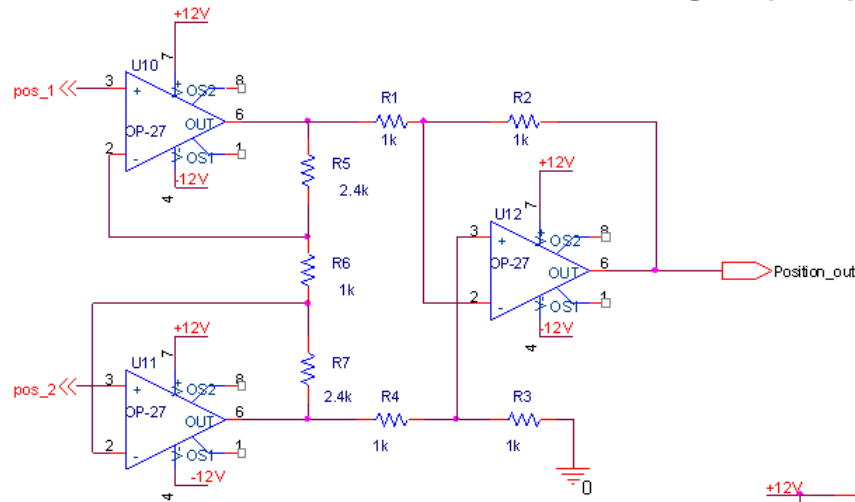 +12V
U10
7
3
+
OS2
8
pos_1
OUT
6
OP-27
2
-
OS1
1
-12V
4
R1
1k
R2
1k
R5
2.4k
+12V
U12
7
3
+
OS2
8
OP-27
OUT
6
Position_out
2
-
OS1
1
-12V
4
R6
1k
+12V
U11
7
3
+
OS2
8
pos_2
OP-27
OUT
6
2
-
OS1
1
-12V
4
R7
2.4k
R4
1k
R3
1k
0
+12V